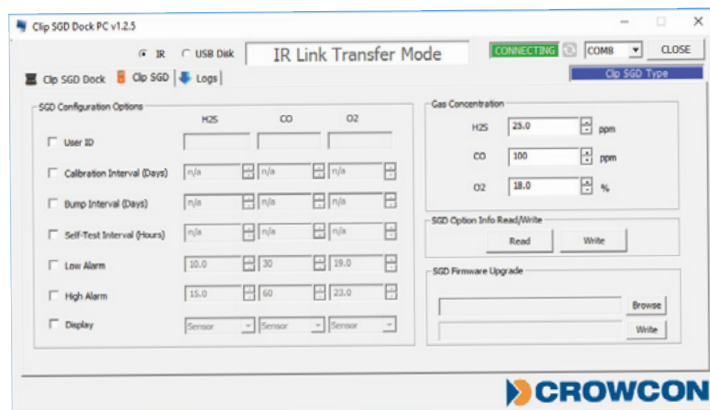 Clip SGD Dock PC v1.2.5
IR USB Disk IR Link Transfer Mode CONNECTING COM8 CLOSE
Clip SGD Dock Clip SGD Logs Clip SGD Type
SGD Configuration Options
H2S CO O2
User ID
Calibration Interval (Days) n/a n/a n/a
Bump Interval (Days) n/a n/a n/a
Self-Test Interval (Hours) n/a n/a n/a
Low Alarm 10.0 30 19.0
High Alarm 15.0 60 23.0
Display Sensor Sensor Sensor
Gas Concentration
H2S 25.0 ppm
CO 100 ppm
O2 18.0 %
SGD Option Info Read/Write
Read Write
SGD Firmware Upgrade
Browse
Write
CROWCON